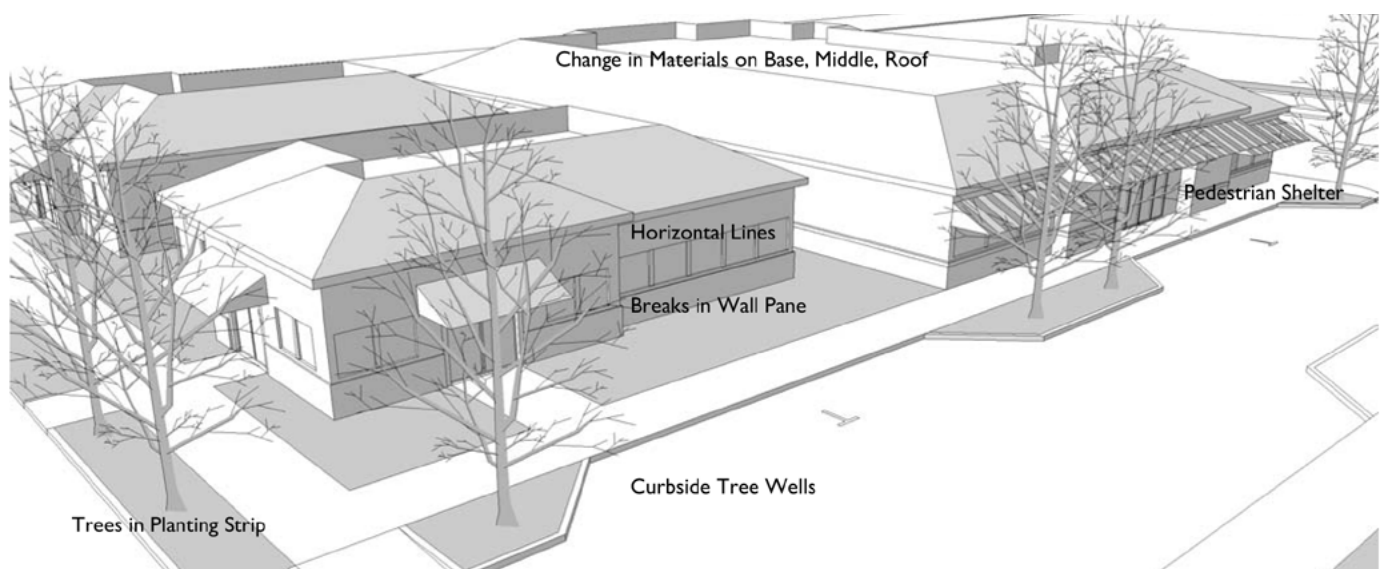 Change in Materials on Base, Middle, Roof
Pedestrian Shelter
Horizontal Lines
Breaks in Wall Pane
Curbside Tree Wells
Trees in Planting Strip